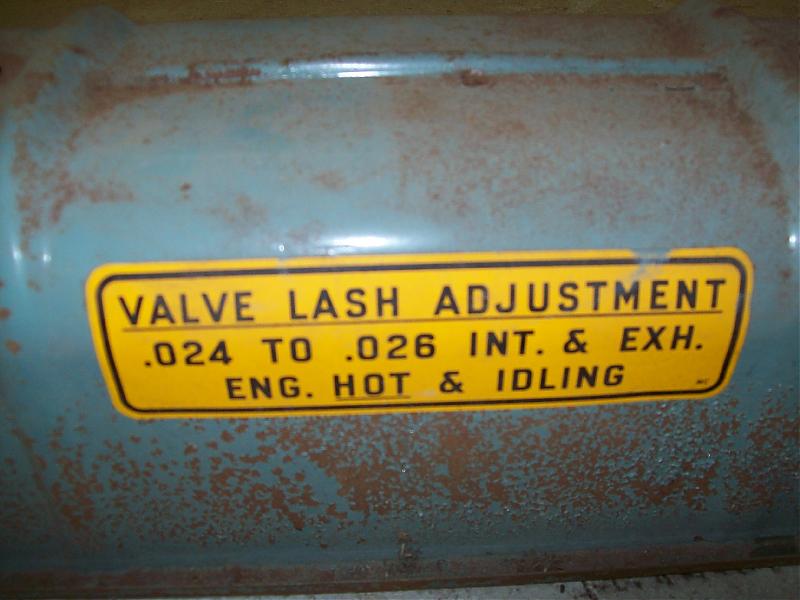 VALVE LASH ADJUSTMENT
.024 TO .026 INT. & EXH.
ENG. HOT & IDLING